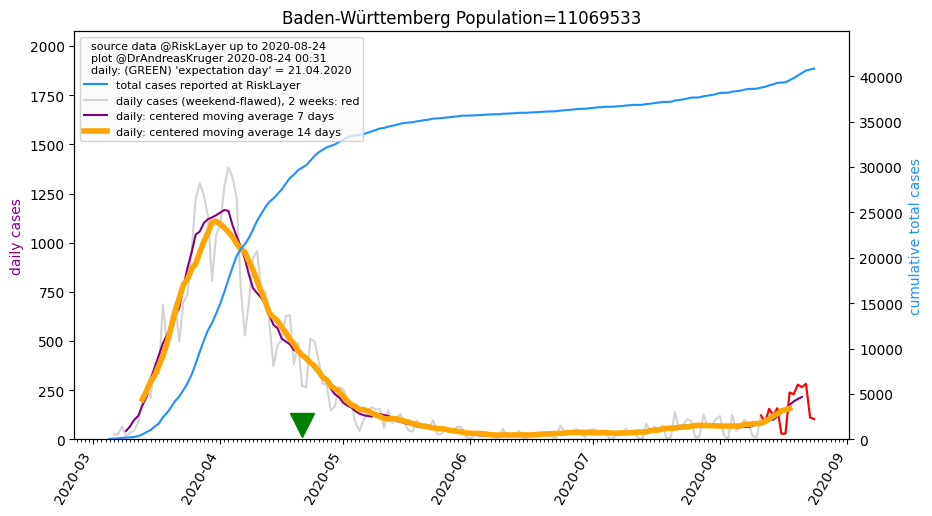 Baden-Württemberg Population=11069533
source data @RiskLayer up to 2020-08-24
plot @DrAndreasKruger 2020-08-24 00:31
daily: (GREEN) 'expectation day' = 21.04.2020
total cases reported at RiskLayer
daily cases (weekend-flawed), 2 weeks: red
daily: centered moving average 7 days
daily: centered moving average 14 days
daily cases
2000
1750
1500
1250
1000
750
500
250
0
40000
35000
30000
25000
20000
15000
10000
5000
0
cumulative total cases
2020-03
2020-04
2020-05
2020-06
2020-07
2020-08
2020-09